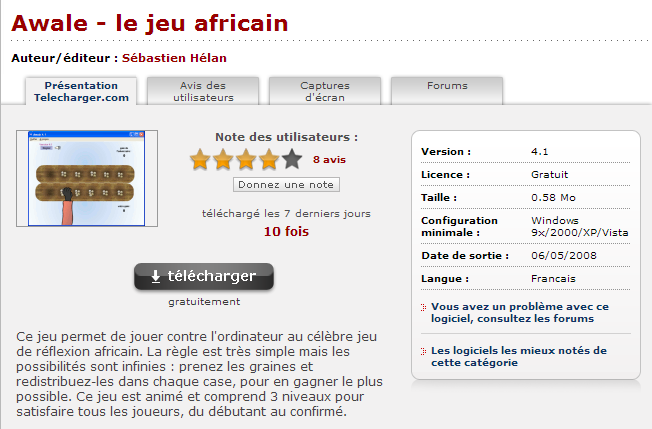 Awale - le jeu africain
Auteur/éditeur : Sébastien Hélan
Présentation
Telecharger.com
Avis des
utilisateurs
Captures
d'écran
Forums
Note des utilisateurs :
8 avis
Donnez une note
téléchargé les 7 derniers jours
10 fois
télécharger
gratuitement
Ce jeu permet de jouer contre l'ordinateur au célèbre jeu
de réflexion africain. La règle est très simple mais les
possibilités sont infinies : prenez les graines et
redistribuez-les dans chaque case, pour en gagner le plus
possible. Ce jeu est animé et comprend 3 niveaux pour
satisfaire tous les joueurs, du débutant au confirmé.
Version : 4.1
Licence : Gratuit
Taille : 0.58 Mo
Configuration Windows
minimale : 9x/2000/XP/Vista
Date de sortie : 06/05/2008
Langue : Francais
Vous avez un problème avec ce
logiciel, consultez les forums
Les logiciels les mieux notés de
cette catégorie